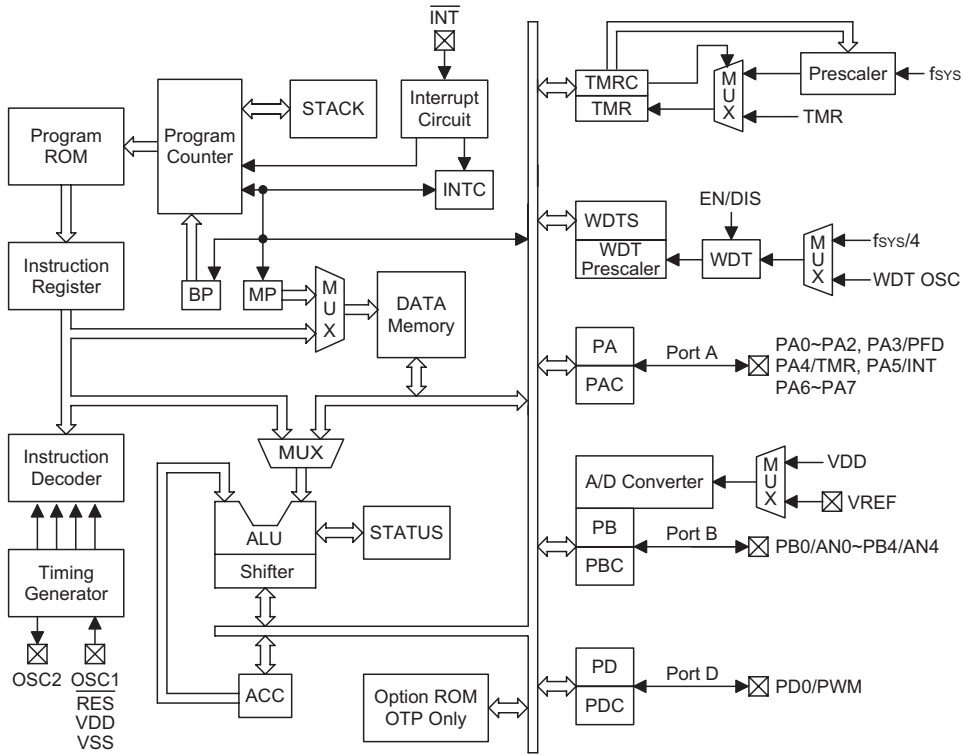 INT
Program
ROM
Program
Counter
STACK
Interrupt
Circuit
INTC
Instruction
Register
BP
MP
MUX
DATA
Memory
MUX
Instruction
Decoder
ALU
Shifter
STATUS
Timing
Generator
OSC2
OSC1
RES
VDD
VSS
ACC
Option ROM
OTP Only
TMRC
TMR
MUX
Prescaler
fSYS
TMR
WDTS
WDT
Prescaler
EN/DIS
WDT
MUX
fSYS/4
WDT OSC
PA
PAC
Port A
PA0~PA2, PA3/PFD
PA4/TMR, PA5/INT
PA6~PA7
A/D Converter
MUX
VDD
VREF
PB
PBC
Port B
PB0/AN0~PB4/AN4
PD
PDC
Port D
PD0/PWM